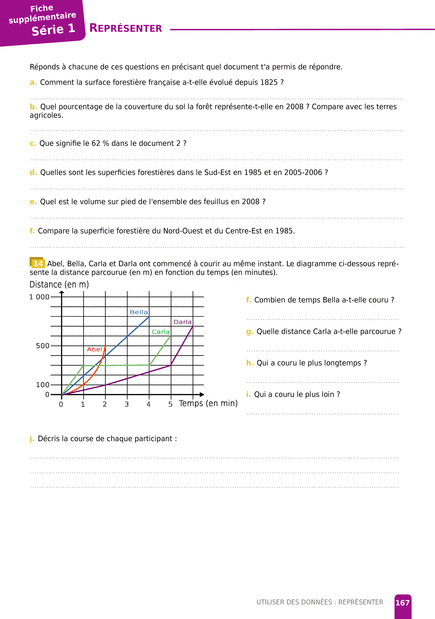 Fiche
supplémentaire
Série 1
REPRÉSENTER
Réponds à chacune de ces questions en précisant quel document t'a permis de répondre.
a. Comment la surface forestière française a-t-elle évolué depuis 1825 ?
b. Quel pourcentage de la couverture du sol la forêt représente-t-elle en 2008 ? Compare avec les terres
agricoles.
c. Que signifie le 62 % dans le document 2 ?
d. Quelles sont les superficies forestières dans le Sud-Est en 1985 et en 2005-2006 ?
e. Quel est le volume sur pied de l'ensemble des feuillus en 2008 ?
f. Compare la superficie forestière du Nord-Ouest et du Centre-Est en 1985.
14 Abel, Bella, Carla et Darla ont commencé à courir au même instant. Le diagramme ci-dessous repré-
sente la distance parcourue (en m) en fonction du temps (en minutes).
Distance (en m)
1 000
500
100
0
Bella
Darla
Carla
Abel
0 1 2 3 4 5 Temps (en min)
f. Combien de temps Bella a-t-elle couru ?
g. Quelle distance Carla a-t-elle parcourue ?
h. Qui a couru le plus longtemps ?
i. Qui a couru le plus loin ?
j. Décris la course de chaque participant :
UTILISER DES DONNÉES : REPRÉSENTER 167